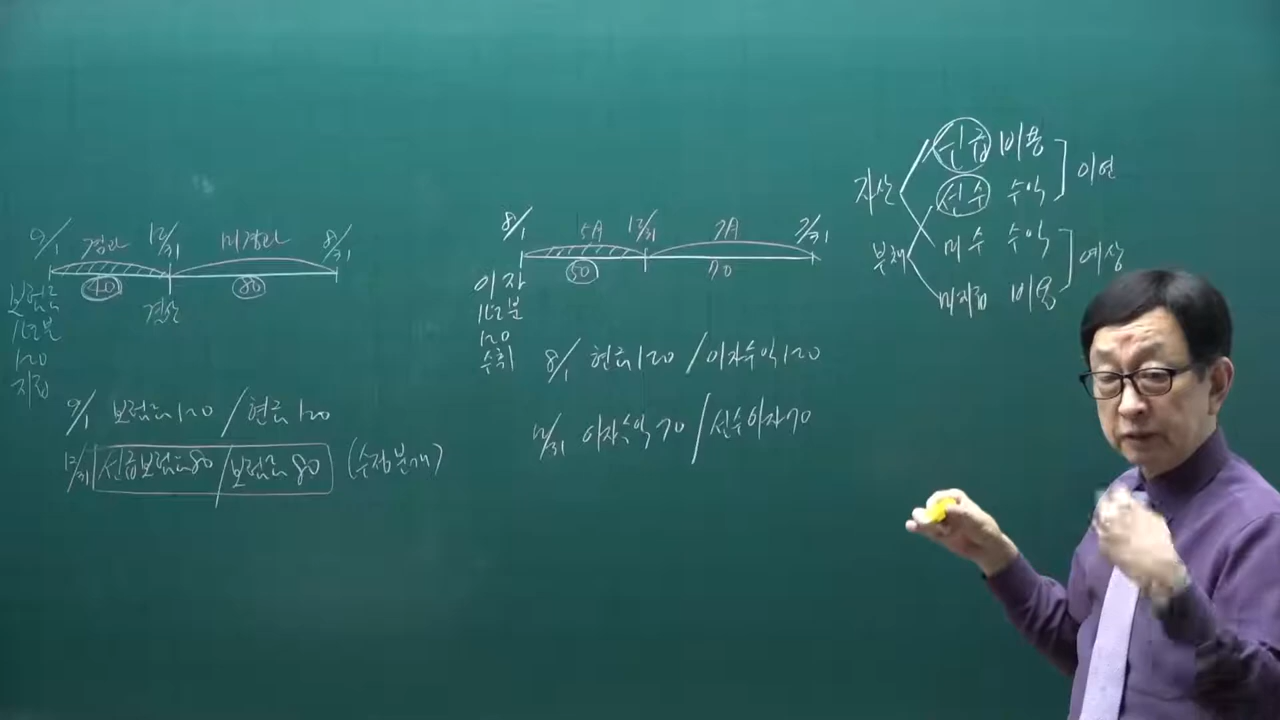 9/1 경과 12/31 미경과 8/31
40 80
보험료
1년분
120
지급
결산
9/1 보험료 120 / 현금 120
12/31 선급보험료 80 / 보험료 80 (수정분개)
8/1 5月 12/31 7月 7/31
50 70
이자
1년분
120
수취
8/1 현금 120 / 이자수익 120
12/31 이자수익 70 / 선수이자 70
자산
부채
선급 비용
선수 수익
이연
미수 수익
미지급 비용
예상